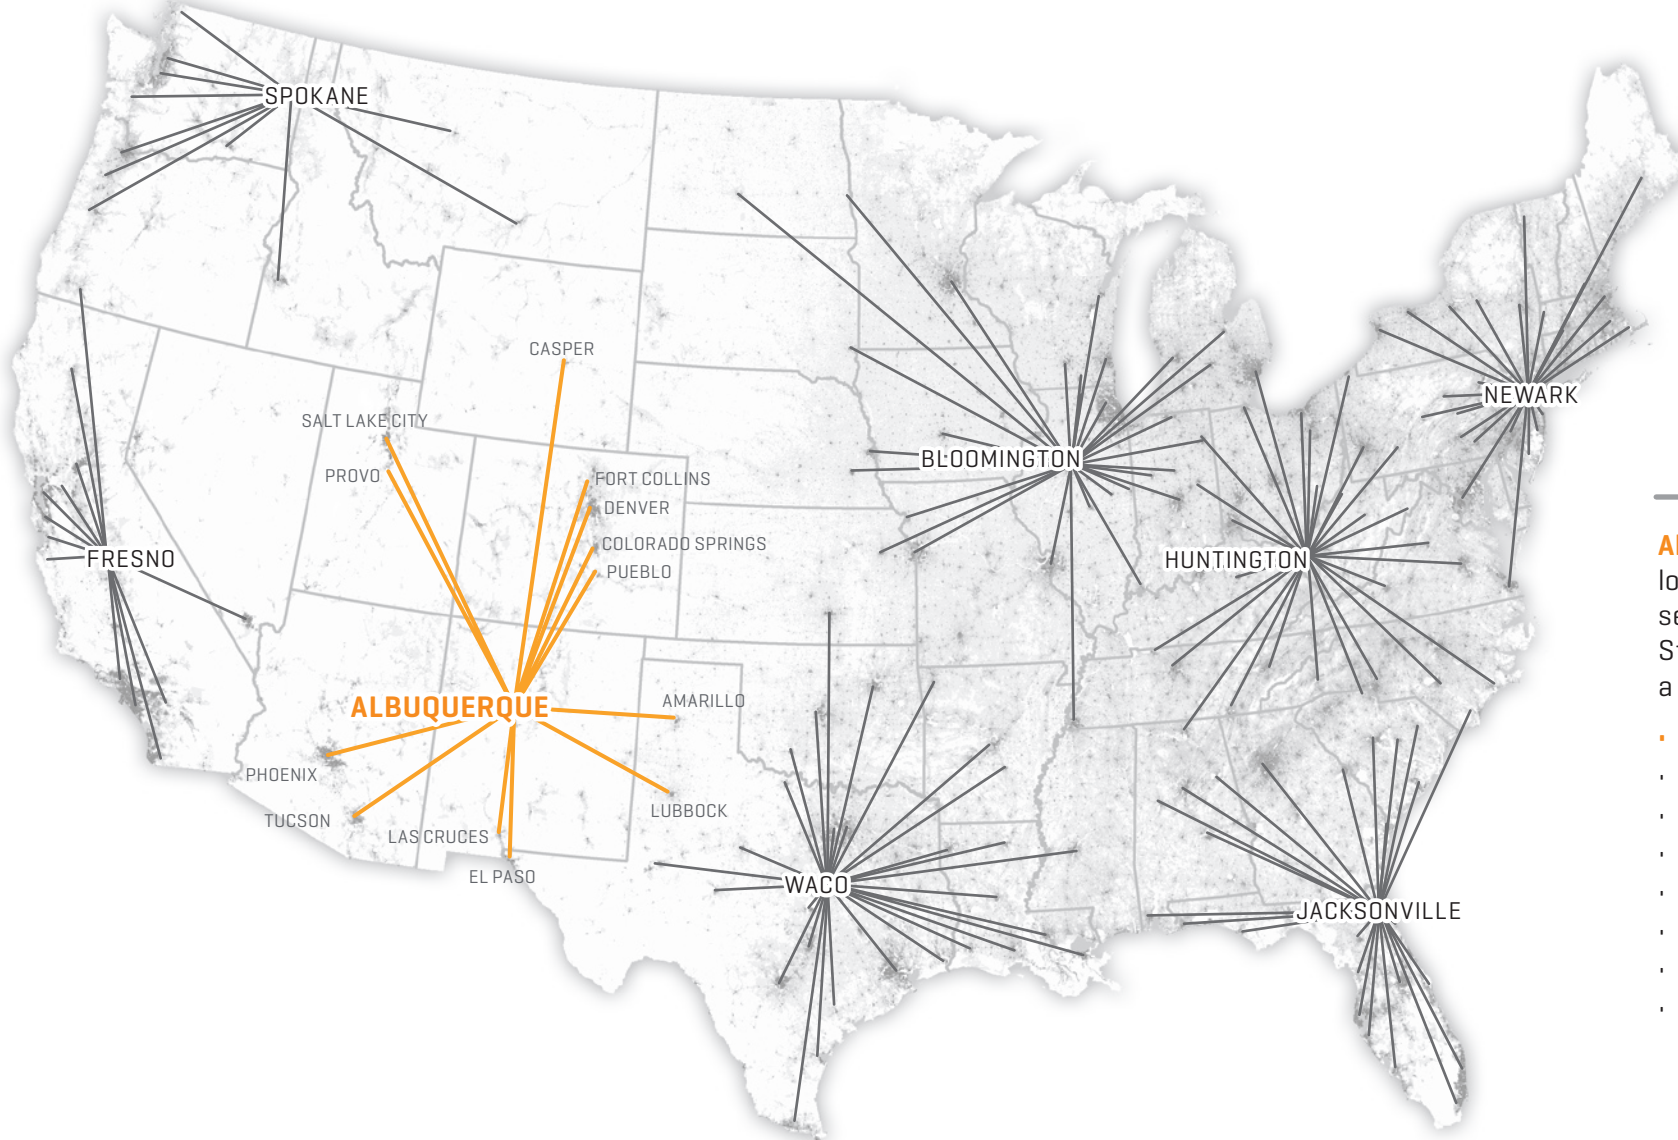 SPOKANE
CASPER
SALT LAKE CITY
NEWARK
BLOOMINGTON
PROVO
FORT COLLINS
DENVER
COLORADO SPRINGS
FRESNO
HUNTINGTON
PUEBLO
ALBUQUERQUE
AMARILLO
PHOENIX
LUBBOCK
TUCSON
LAS CRUCES
EL PASO
WACO
JACKSONVILLE
a